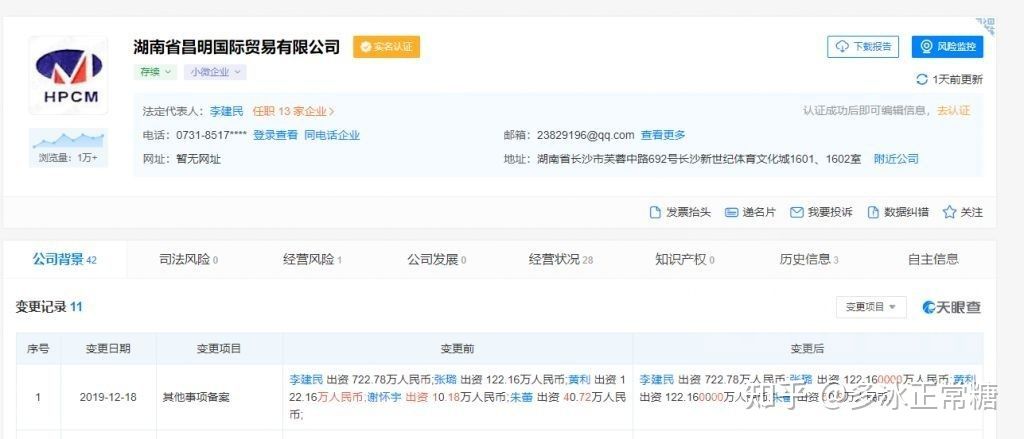 湖南省昌明国际贸易有限公司 实名认证 下载报告 风险监控
存续 小微企业
HPCM
1天前更新
法定代表人：李建民 任职 13 家企业 认证成功后即可编辑信息，去认证
电话：0731-8517**** 登录查看 同电话企业 邮箱：23829196@qq.com 查看更多
浏览量：1万+
网址：暂无网址 地址：湖南省长沙市芙蓉中路692号长沙新世纪体育文化城1601、1602室 附近公司
发票抬头 递名片 我要投诉 数据纠错 关注
公司背景 42 司法风险 0 经营风险 1 公司发展 0 经营状况 28 知识产权 0 历史信息 3 自主信息
变更记录 11 变更项目 天眼查
序号 变更日期 变更项目 变更前 变更后
1 2019-12-18 其他事项备案
李建民 出资 722.78万人民币;张璐 出资 122.16万人民币;黄利 出资 1
22.16万人民币;谢怀宇 出资 10.18万人民币;朱蕾 出资 40.72万人民
币;
李建民 出资 722.78万人民币;张璐 出资 122.160000万人民币;黄利
出资 122.160000万人民币;朱蕾 出资
知乎 @多冰正常糖